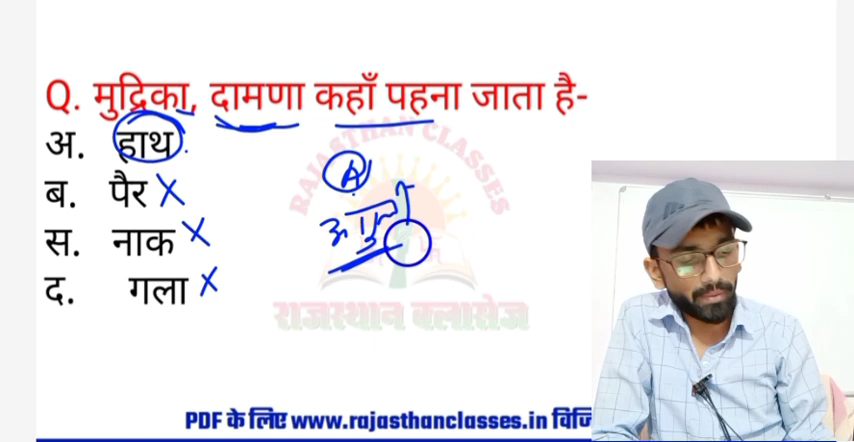 Q. मुद्रिका, दामणा कहाँ पहना जाता है-
अ. हाथ
ब. पैर X
स. नाक X
द. गला X
A
RAJASTHAN CLASSES
राजस्थान क्लासेज
PDF के लिए www.rajasthanclasses.in